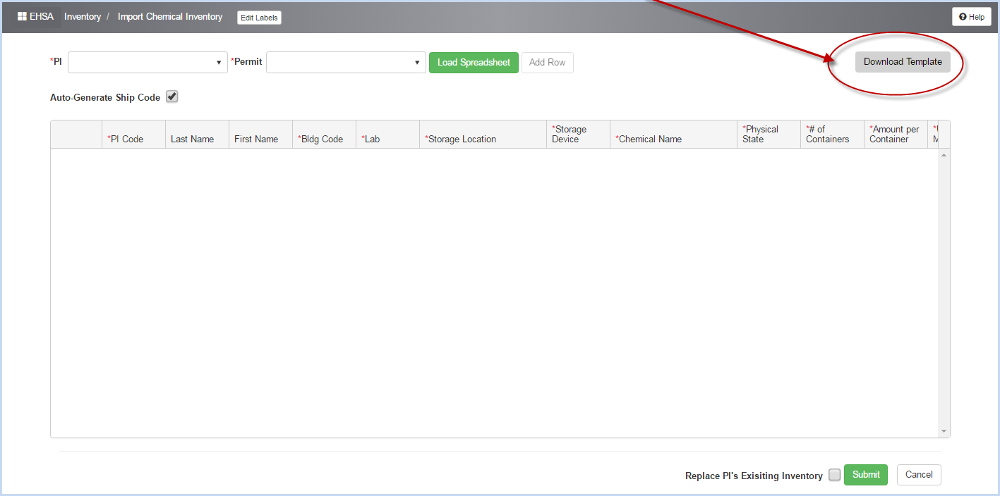 EHSA Inventory / Import Chemical Inventory Edit Labels Help
*PI *Permit Load Spreadsheet Add Row Download Template
Auto-Generate Ship Code
*PI Code Last Name First Name *Bldg Code *Lab *Storage Location *Storage Device *Chemical Name *Physical State *# of Containers *Amount per Container
Replace PI's Exisiting Inventory Submit Cancel